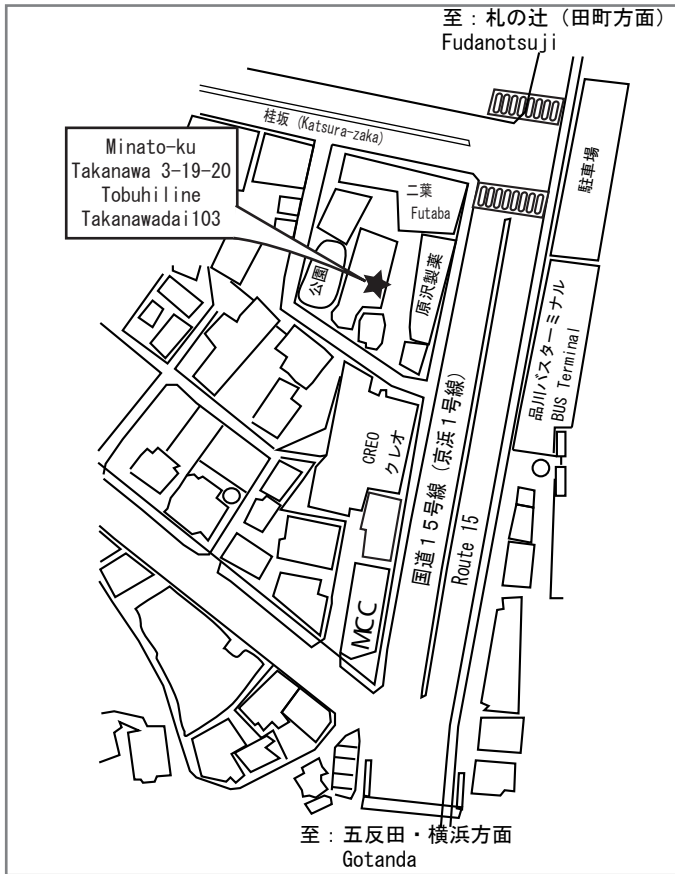 至：札の辻（田町方面）
Fudanotsuji
桂坂 (Katsura-zaka)
Minato-ku
Takanawa 3-19-20
Tobuhiline
Takanawadai103
二葉
Futaba
駐車場
公園
原沢製薬
品川バスターミナル
BUS Terminal
CREO
クレオ
国道１５号線（京浜１号線）
Route 15
MCC
至：五反田・横浜方面
Gotanda